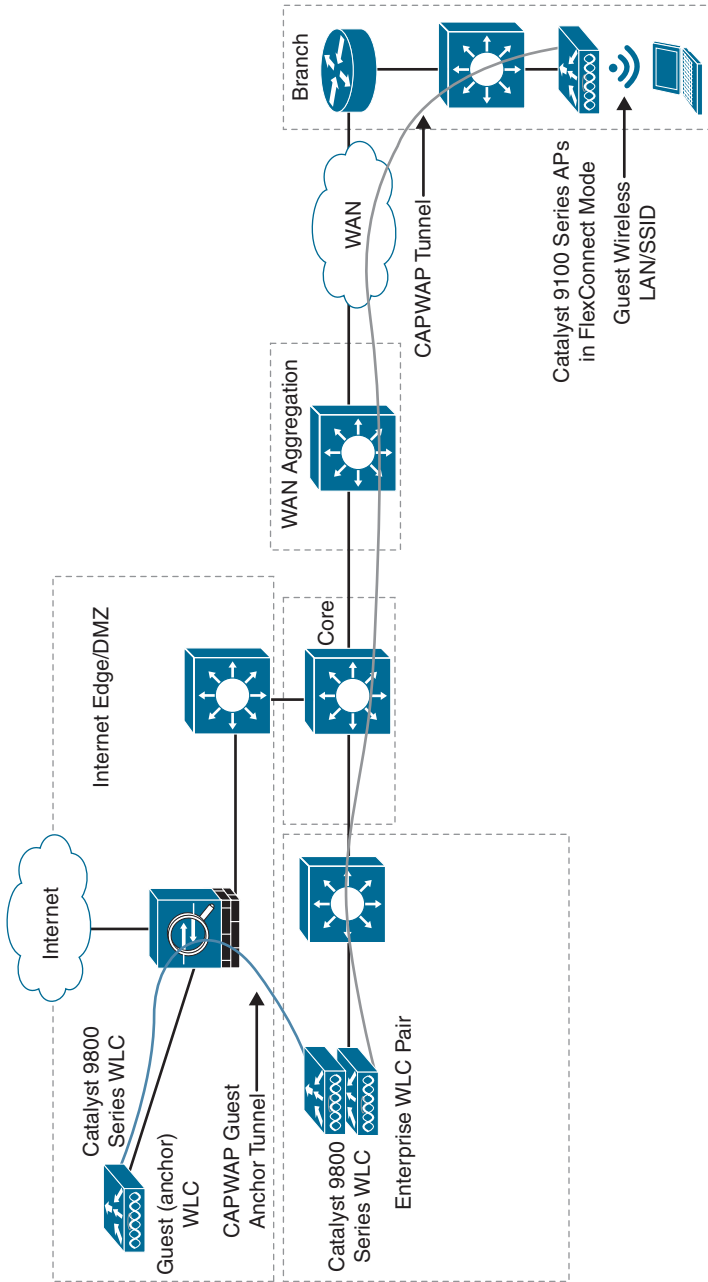 Internet
Internet Edge/DMZ
Catalyst 9800
Series WLC
Guest (anchor)
WLC
CAPWAP Guest
Anchor Tunnel
Catalyst 9800
Series WLC
Enterprise WLC Pair
Core
WAN Aggregation
WAN
Branch
CAPWAP Tunnel
Catalyst 9100 Series APs
in FlexConnect Mode
Guest Wireless
LAN/SSID